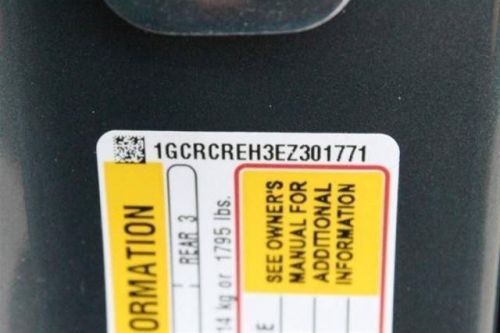 1GCRCREH3EZ301771
ORMATION
REAR 3
14 kg or 1795 lbs.
SEE OWNER'S
MANUAL FOR
ADDITIONAL
INFORMATION